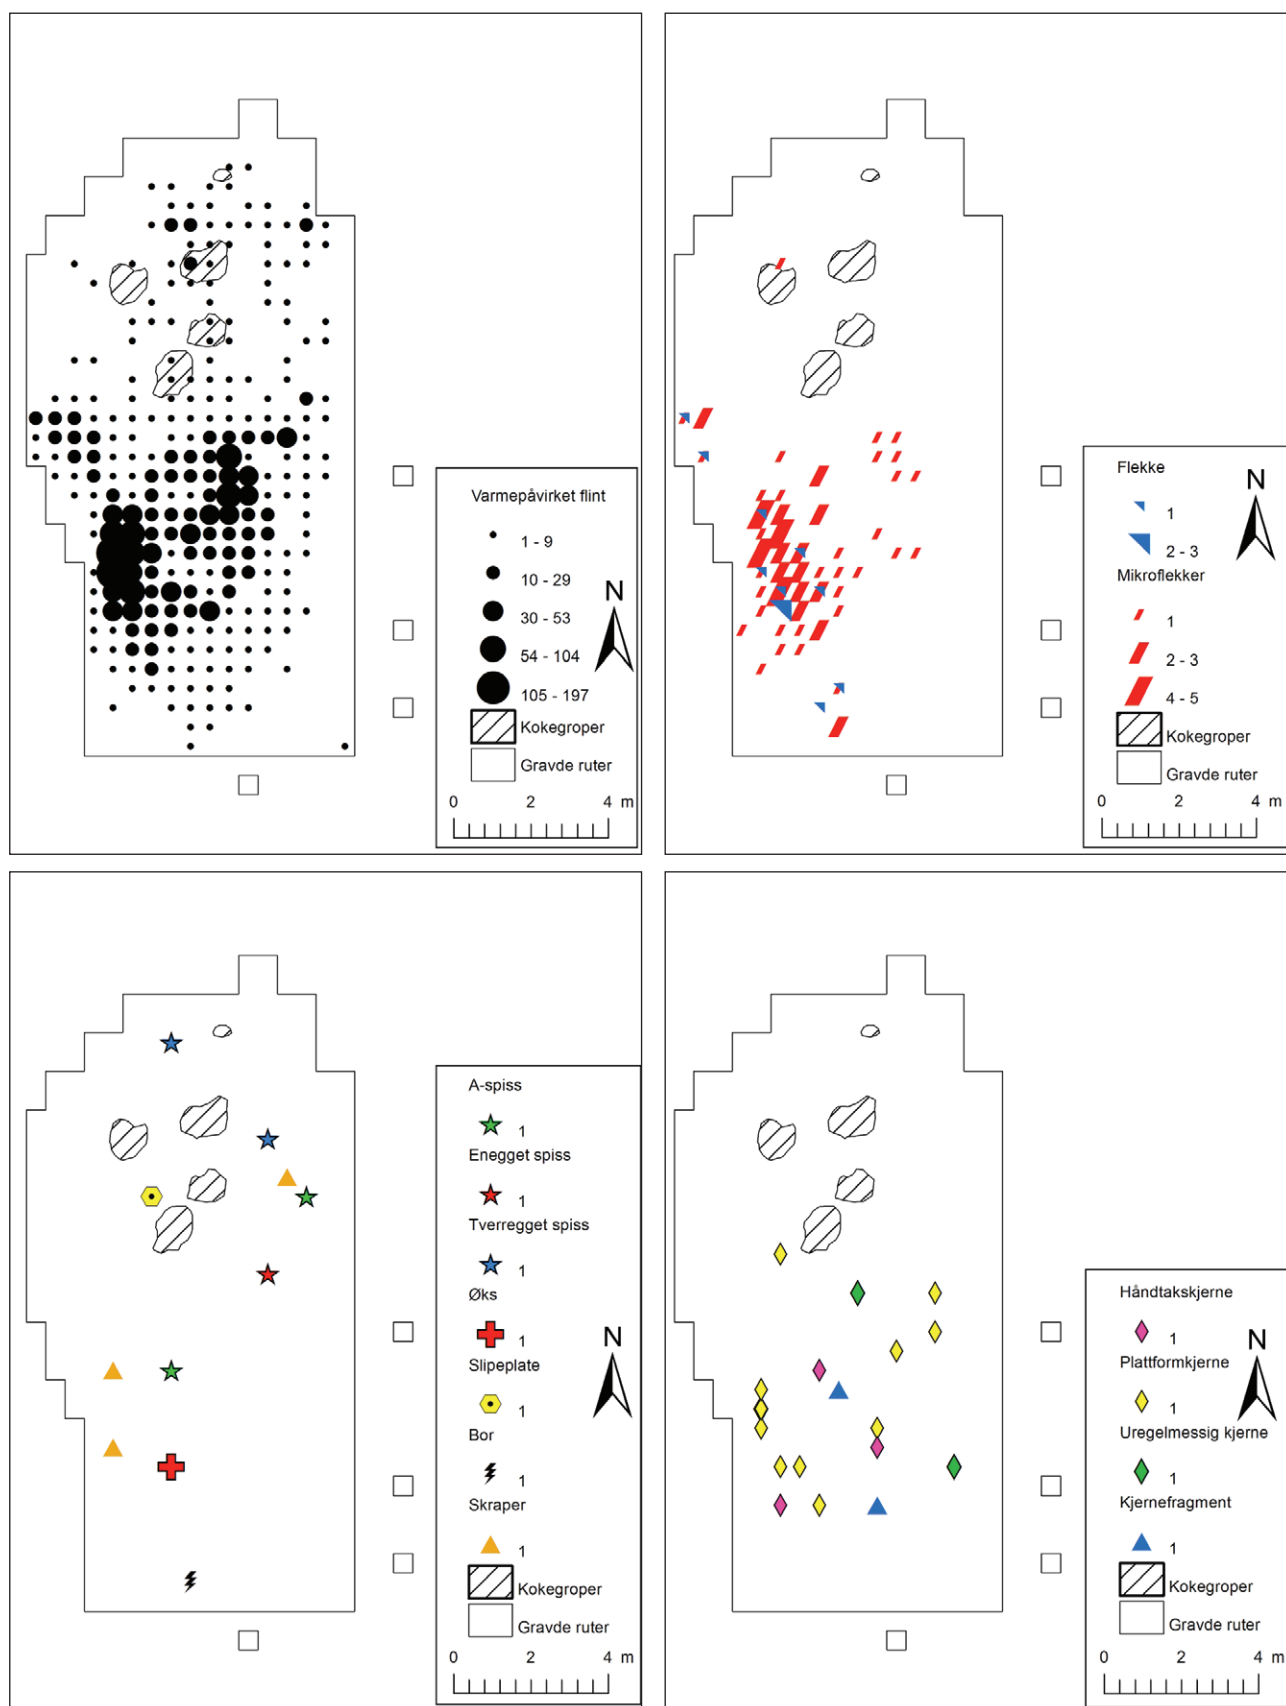 Varmepåvirket flint
1 - 9
10 - 29
30 - 53
54 - 104
105 - 197
Kokegroper
Gravde ruter
0 2 4 m
N
Flekke
1
2 - 3
Mikroflekker
1
2 - 3
4 - 5
Kokegroper
Gravde ruter
0 2 4 m
N
A-spiss
1
Enegget spiss
1
Tverregget spiss
1
Øks
1
Slipeplate
1
Bor
1
Skraper
1
Kokegroper
Gravde ruter
0 2 4 m
N
Håndtakskjerne
1
Plattformkjerne
1
Uregelmessig kjerne
1
Kjernefragment
1
Kokegroper
Gravde ruter
0 2 4 m
N